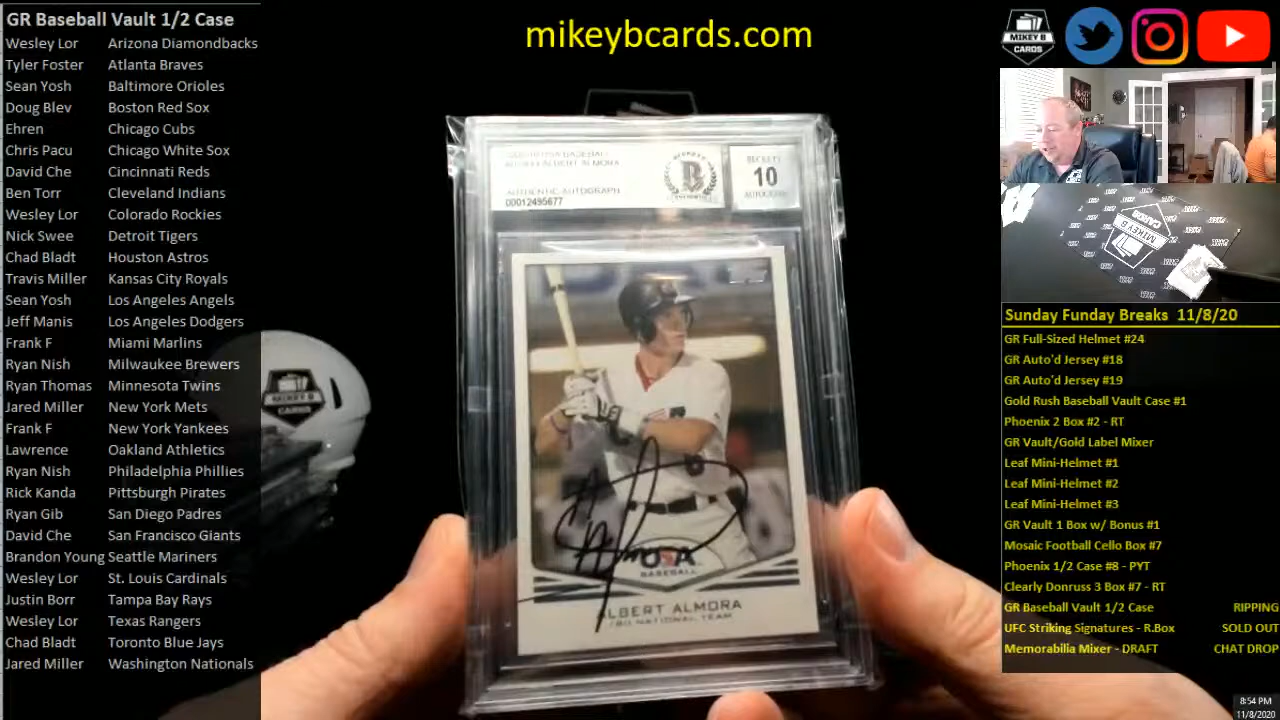 GR Baseball Vault 1/2 Case
Wesley Lor Arizona Diamondbacks
Tyler Foster Atlanta Braves
Sean Yosh Baltimore Orioles
Doug Blev Boston Red Sox
Ehren Chicago Cubs
Chris Pacu Chicago White Sox
David Che Cincinnati Reds
Ben Torr Cleveland Indians
Wesley Lor Colorado Rockies
Nick Swee Detroit Tigers
Chad Bladt Houston Astros
Travis Miller Kansas City Royals
Sean Yosh Los Angeles Angels
Jeff Manis Los Angeles Dodgers
Frank F Miami Marlins
Ryan Nish Milwaukee Brewers
Ryan Thomas Minnesota Twins
Jared Miller New York Mets
Frank F New York Yankees
Lawrence Oakland Athletics
Ryan Nish Philadelphia Phillies
Rick Kanda Pittsburgh Pirates
Ryan Gib San Diego Padres
David Che San Francisco Giants
Brandon Young Seattle Mariners
Wesley Lor St. Louis Cardinals
Justin Borr Tampa Bay Rays
Wesley Lor Texas Rangers
Chad Bladt Toronto Blue Jays
Jared Miller Washington Nationals
mikeybcards.com
ALBERT ALMORA
AUTHENTIC AUTOGRAPH
00012495677
BECKETT
10
AUTOGRAPH
USA
BASEBALL
ALBERT ALMORA
18U NATIONAL TEAM
MIKEY B
CARDS
MIKEY B
CARDS
MIKEY B
CARDS
Sunday Funday Breaks 11/8/20
GR Full-Sized Helmet #24
GR Auto'd Jersey #18
GR Auto'd Jersey #19
Gold Rush Baseball Vault Case #1
Phoenix 2 Box #2 - RT
GR Vault/Gold Label Mixer
Leaf Mini-Helmet #1
Leaf Mini-Helmet #2
Leaf Mini-Helmet #3
GR Vault 1 Box w/ Bonus #1
Mosaic Football Cello Box #7
Phoenix 1/2 Case #8 - PYT
Clearly Donruss 3 Box #7 - RT
GR Baseball Vault 1/2 Case RIPPING
UFC Striking Signatures - R.Box SOLD OUT
Memorabilia Mixer - DRAFT CHAT DROP
8:54 PM
11/8/2020